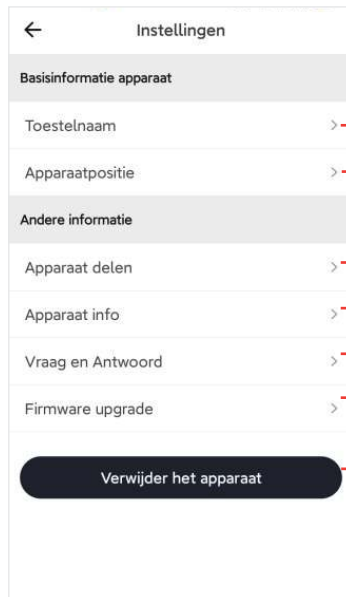 Instellingen
Basisinformatie apparaat
Toestelnaam
Apparaatpositie
Andere informatie
Apparaat delen
Apparaat info
Vraag en Antwoord
Firmware upgrade
Verwijder het apparaat